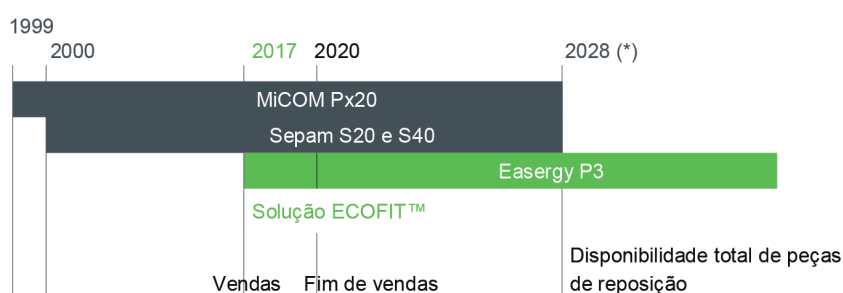 1999
2000
2017
2020
2028 (*)
MiCOM Px20
Sepam S20 e S40
Easergy P3
Solução ECOFIT™
Vendas
Fim de vendas
Disponibilidade total de peças
de reposição